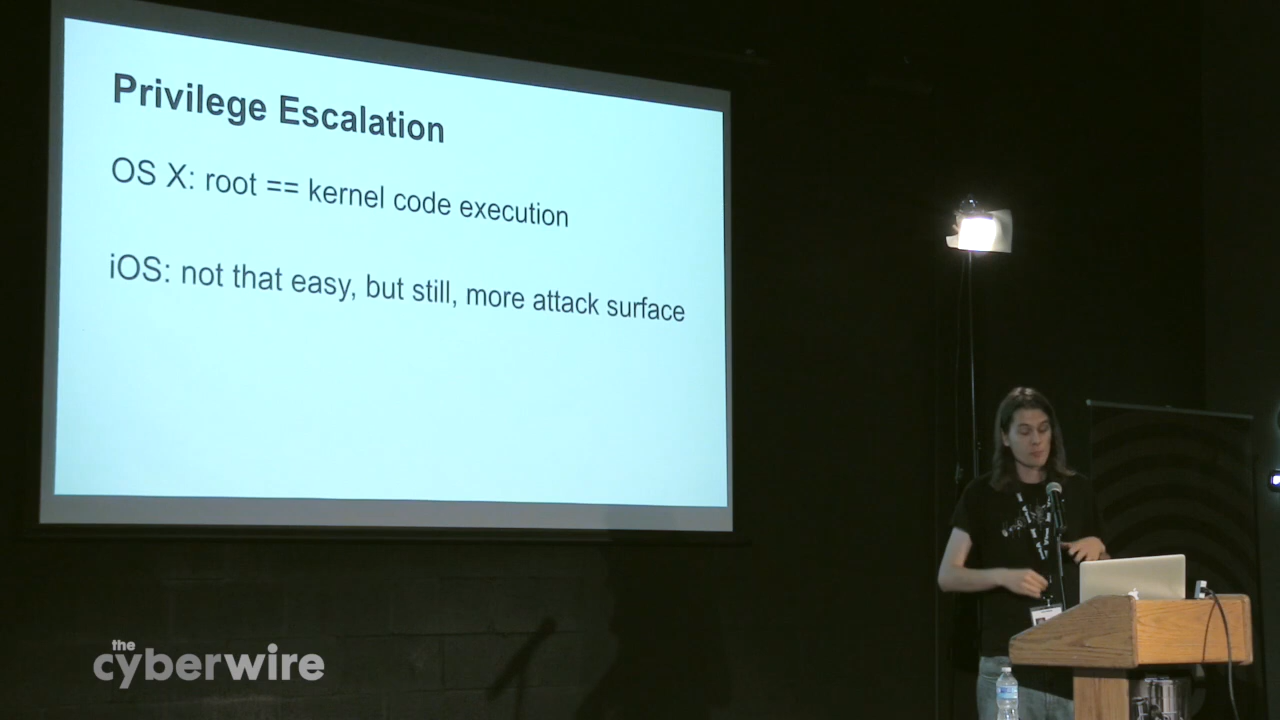 Privilege Escalation
OS X: root == kernel code execution
iOS: not that easy, but still, more attack surface
the
cyberwire